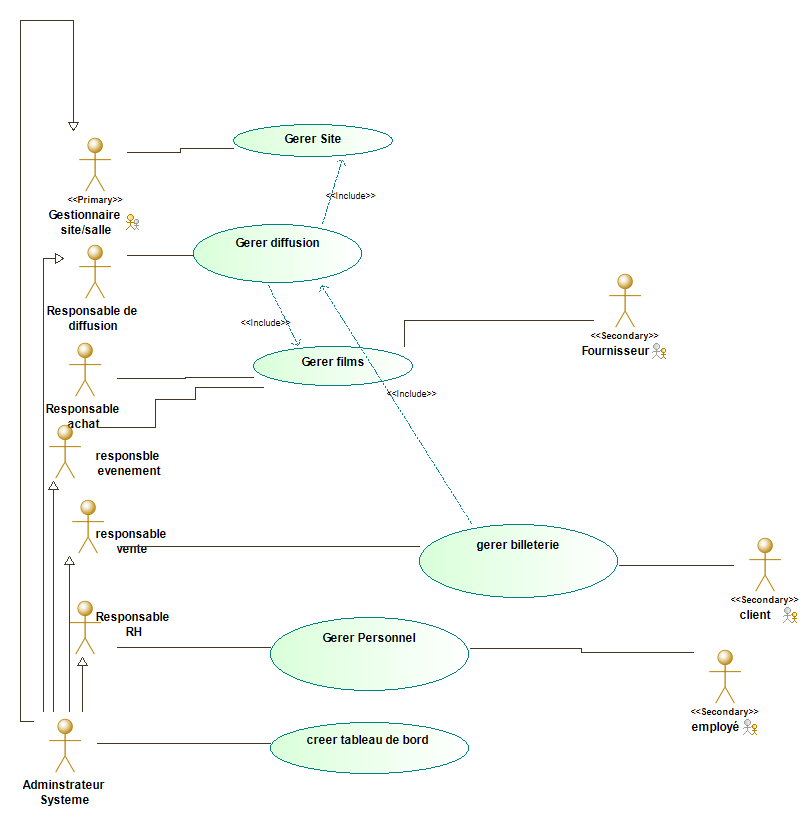 Gerer Site
<<Primary>>
Gestionnaire
site/salle
<<Include>>
Gerer diffusion
Responsable de
diffusion
<<Include>>
<<Secondary>>
Fournisseur
Gerer films
<<Include>>
Responsable
achat
responsble
evenement
responsable
vente
gerer billeterie
<<Secondary>>
client
Responsable
RH
Gerer Personnel
<<Secondary>>
employé
creer tableau de bord
Adminstrateur
Systeme